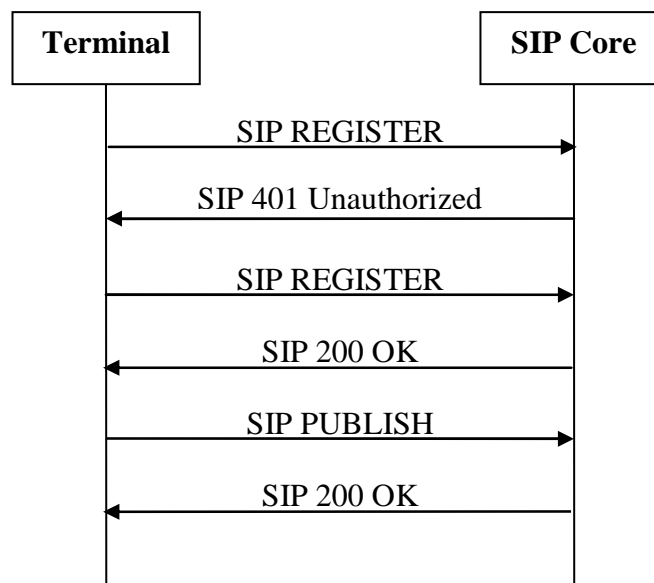 Terminal
SIP Core
SIP REGISTER
SIP 401 Unauthorized
SIP REGISTER
SIP 200 OK
SIP PUBLISH
SIP 200 OK